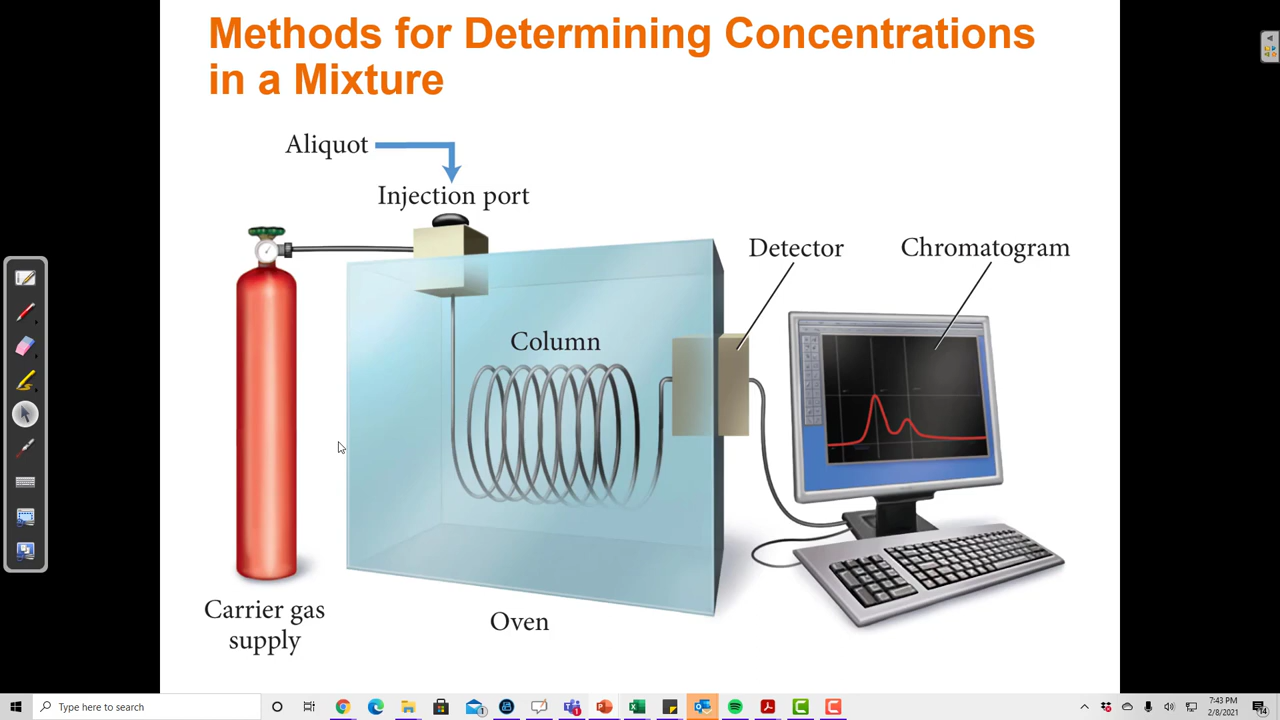 Methods for Determining Concentrations
in a Mixture
Aliquot
Injection port
Detector
Chromatogram
Column
Carrier gas
supply
Oven
Type here to search
7:43 PM
2/8/2021